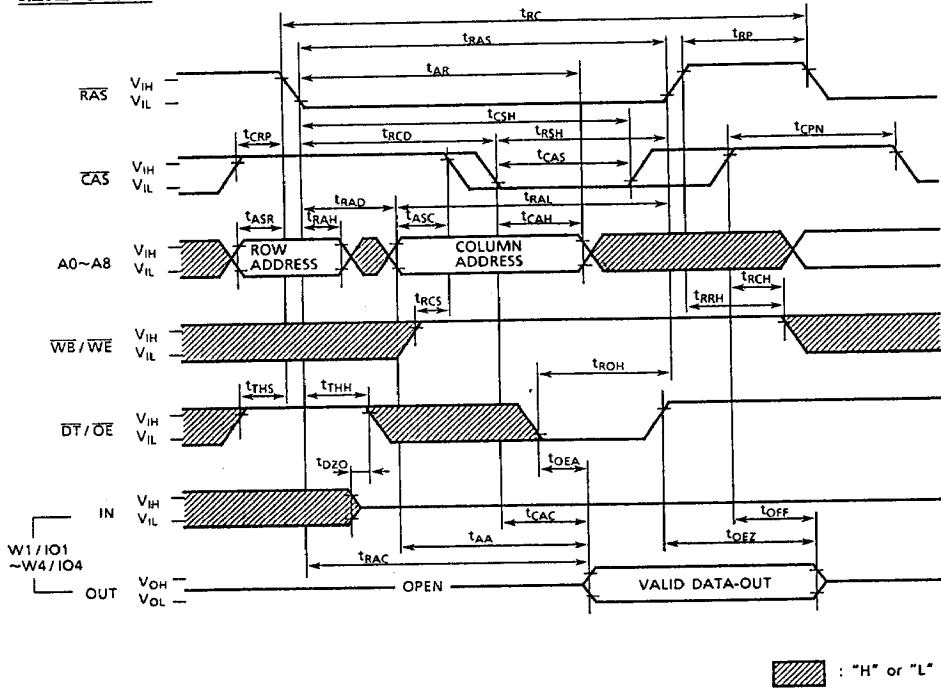 tRC
tRAS
tRP
tAR
RAS
VIH
VIL
tCSH
tRCD
tRSH
tCRP
tCPN
tCAS
CAS
VIH
VIL
tRAD
tRAL
tASR
tRAH
tASC
tCAH
A0~A8
VIH
VIL
ROW
ADDRESS
COLUMN
ADDRESS
tRCH
tRCS
tRRH
WB/WE
VIH
VIL
tROH
tTHS
tTHH
DT/OE
VIH
VIL
tDZO
tOEA
IN
VIH
VIL
tCAC
tOFF
tAA
tOEZ
W1/IO1
~W4/IO4
tRAC
OUT
VOH
VOL
OPEN
VALID DATA-OUT
: "H" or "L"